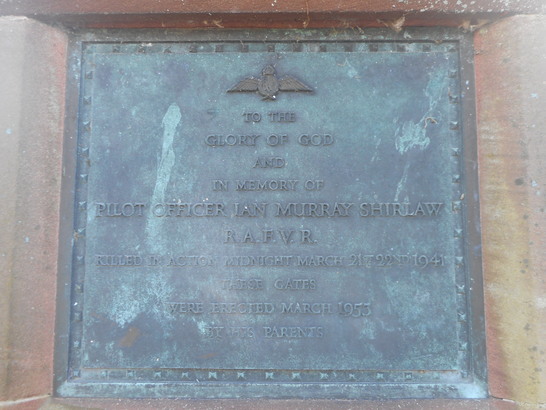 TO THE
GLORY OF GOD
AND
IN MEMORY OF
PILOT OFFICER IAN MURRAY SHIRLAW
R.A.F.V.R.
KILLED IN ACTION MIDNIGHT MARCH 21ST 22ND 1941
THESE GATES
WERE ERECTED MARCH 1953
BY HIS PARENTS